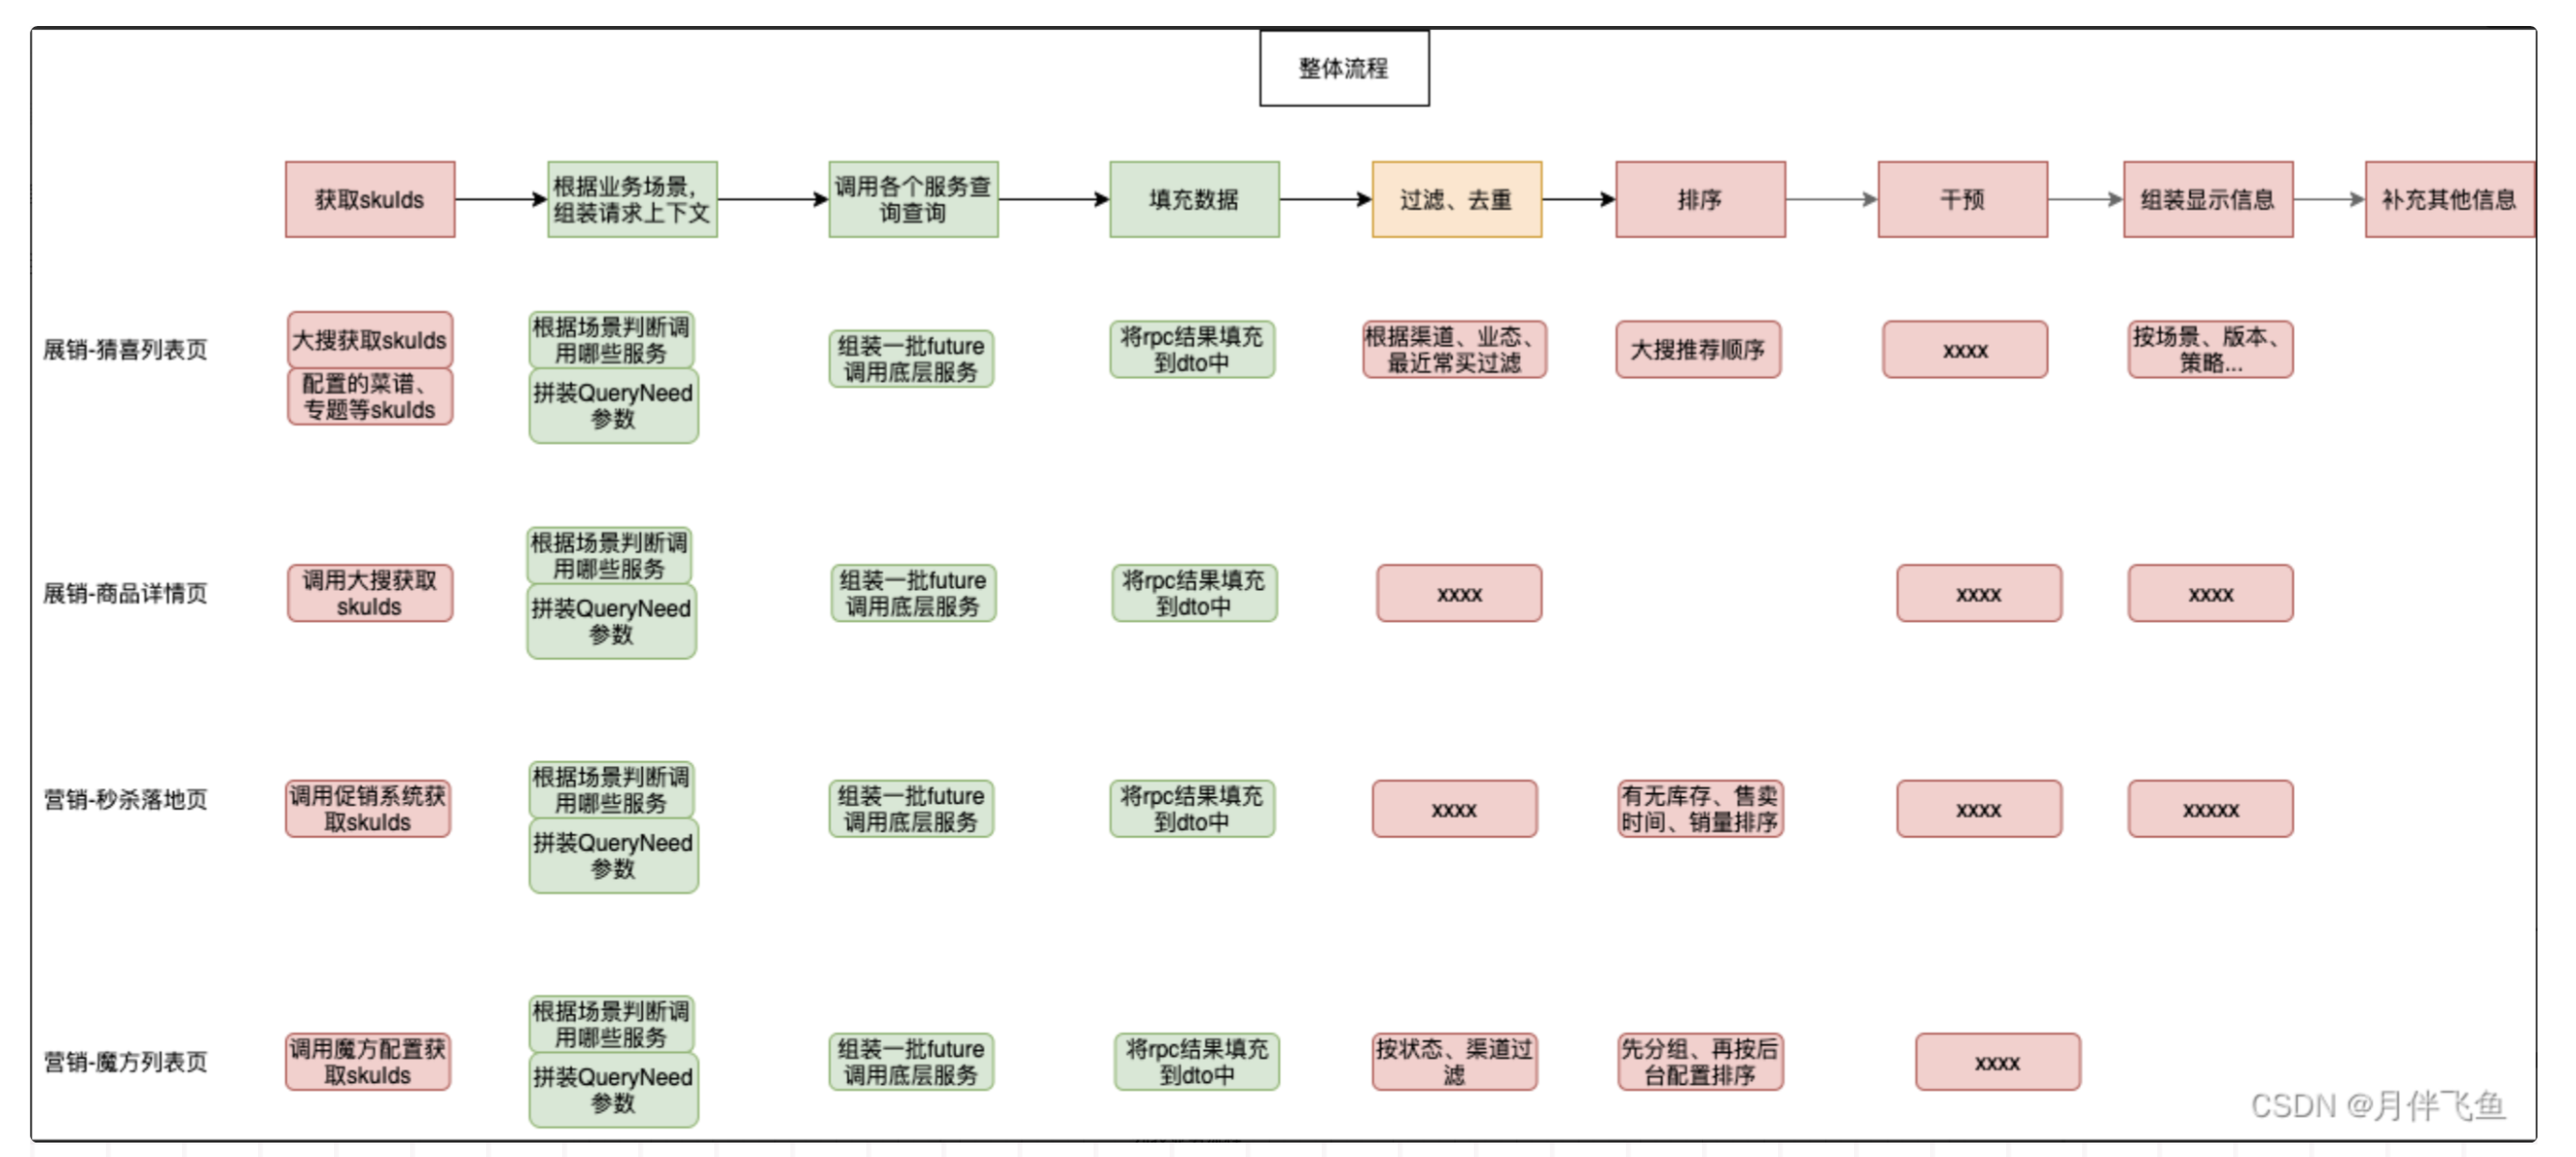 整体流程
获取skuIds
根据业务场景，
组装请求上下文
调用各个服务查
询查询
填充数据
过滤、去重
排序
干预
组装显示信息
补充其他信息
展销-猜喜列表页
大搜获取skuIds
配置的菜谱、
专题等skuIds
根据场景判断调
用哪些服务
拼装QueryNeed
参数
组装一批future
调用底层服务
将rpc结果填充
到dto中
根据渠道、业态、
最近常买过滤
大搜推荐顺序
xxxx
按场景、版本、
策略...
展销-商品详情页
调用大搜获取
skuIds
根据场景判断调
用哪些服务
拼装QueryNeed
参数
组装一批future
调用底层服务
将rpc结果填充
到dto中
xxxx
xxxx
xxxx
营销-秒杀落地页
调用促销系统获
取skuIds
根据场景判断调
用哪些服务
拼装QueryNeed
参数
组装一批future
调用底层服务
将rpc结果填充
到dto中
xxxx
有无库存、售卖
时间、销量排序
xxxx
xxxxx
营销-魔方列表页
调用魔方配置获
取skuIds
根据场景判断调
用哪些服务
拼装QueryNeed
参数
组装一批future
调用底层服务
将rpc结果填充
到dto中
按状态、渠道过
滤
先分组、再按后
台配置排序
xxxx
CSDN @月伴飞鱼